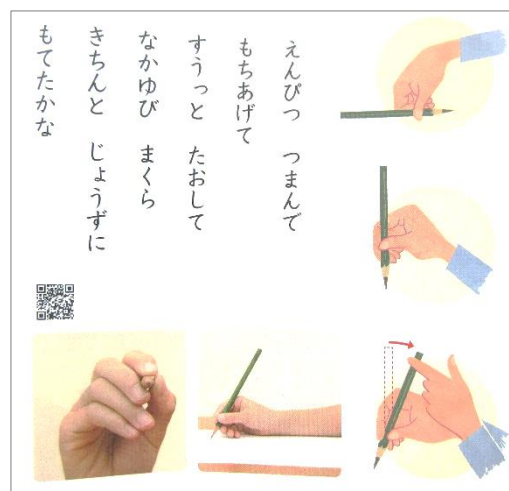 えんぴつ　つまんで
もちあげて
すうっと　たおして
なかゆび　まくら
きちんと　じょうずに
もてたかな